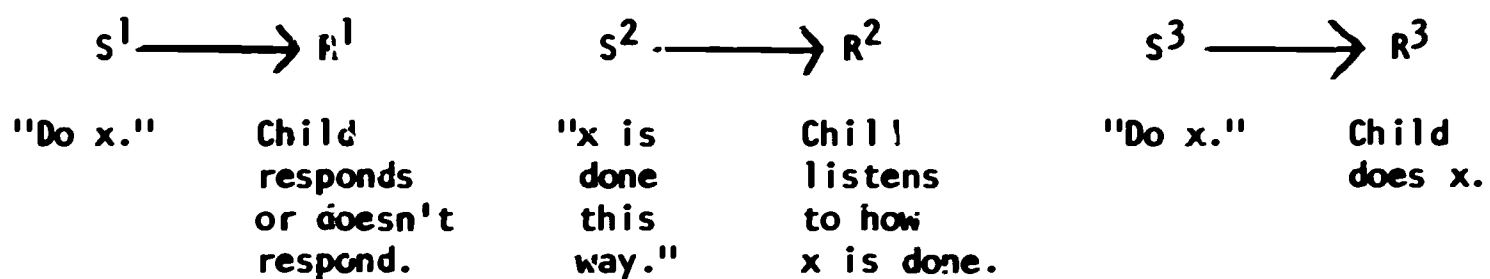 S¹ → R¹ S² → R² S³ → R³
"Do x." Child "x is Child "Do x." Child
responds done listens does x.
or doesn't this to how
respond. way." x is done.